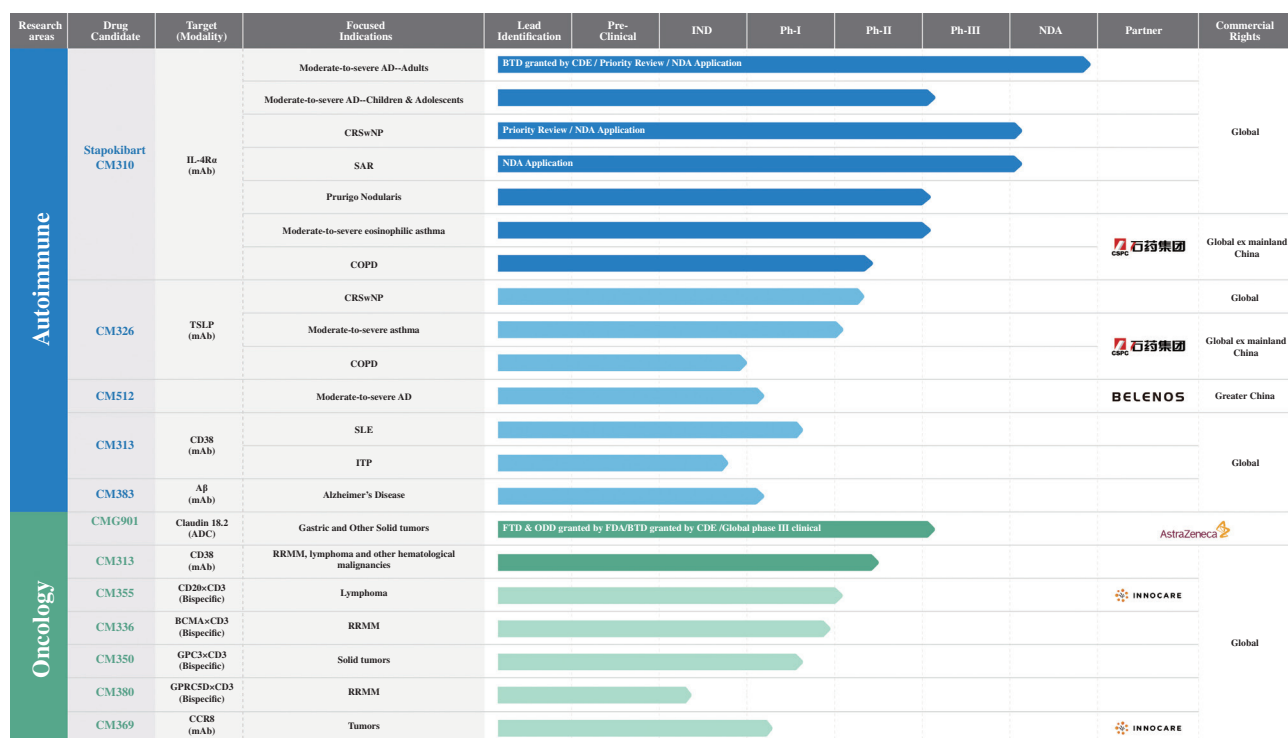 Research areas
Drug Candidate
Target (Modality)
Focused Indications
Lead Identification
Pre-Clinical
IND
Ph-I
Ph-II
Ph-III
NDA
Partner
Commercial Rights
Autoimmune
Stapokibart
CM310
IL-4Rα
(mAb)
Moderate-to-severe AD--Adults
BTD granted by CDE / Priority Review / NDA Application
Moderate-to-severe AD--Children & Adolescents
CRSwNP
Priority Review / NDA Application
SAR
NDA Application
Prurigo Nodularis
Global
Moderate-to-severe eosinophilic asthma
COPD
CSPC 石药集团
Global ex mainland
China
CM326
TSLP
(mAb)
CRSwNP
Global
Moderate-to-severe asthma
COPD
CSPC 石药集团
Global ex mainland
China
CM512
Moderate-to-severe AD
BELENOS
Greater China
CM313
CD38
(mAb)
SLE
ITP
Global
CM383
Aβ
(mAb)
Alzheimer's Disease
Oncology
CMG901
Claudin 18.2
(ADC)
Gastric and Other Solid tumors
FTD & ODD granted by FDA/BTD granted by CDE /Global phase III clinical
AstraZeneca
CM313
CD38
(mAb)
RRMM, lymphoma and other hematological
malignancies
CM355
CD20×CD3
(Bispecific)
Lymphoma
INNOCARE
CM336
BCMA×CD3
(Bispecific)
RRMM
Global
CM350
GPC3×CD3
(Bispecific)
Solid tumors
CM380
GPRC5D×CD3
(Bispecific)
RRMM
CM369
CCR8
(mAb)
Tumors
INNOCARE